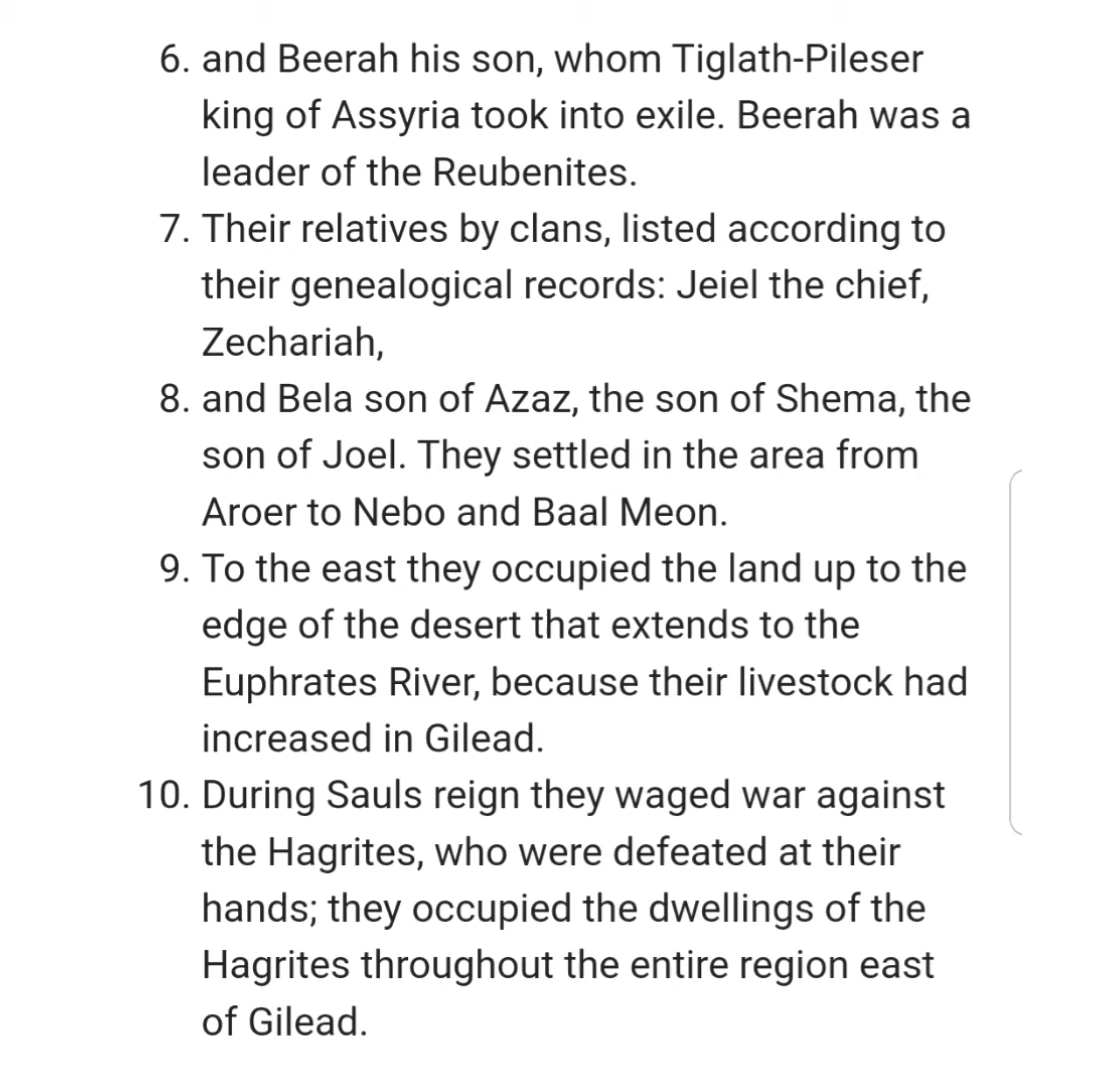 6. and Beerah his son, whom Tiglath-Pileser
king of Assyria took into exile. Beerah was a
leader of the Reubenites.
7. Their relatives by clans, listed according to
their genealogical records: Jeiel the chief,
Zechariah,
8. and Bela son of Azaz, the son of Shema, the
son of Joel. They settled in the area from
Aroer to Nebo and Baal Meon.
9. To the east they occupied the land up to the
edge of the desert that extends to the
Euphrates River, because their livestock had
increased in Gilead.
10. During Sauls reign they waged war against
the Hagrites, who were defeated at their
hands; they occupied the dwellings of the
Hagrites throughout the entire region east
of Gilead.